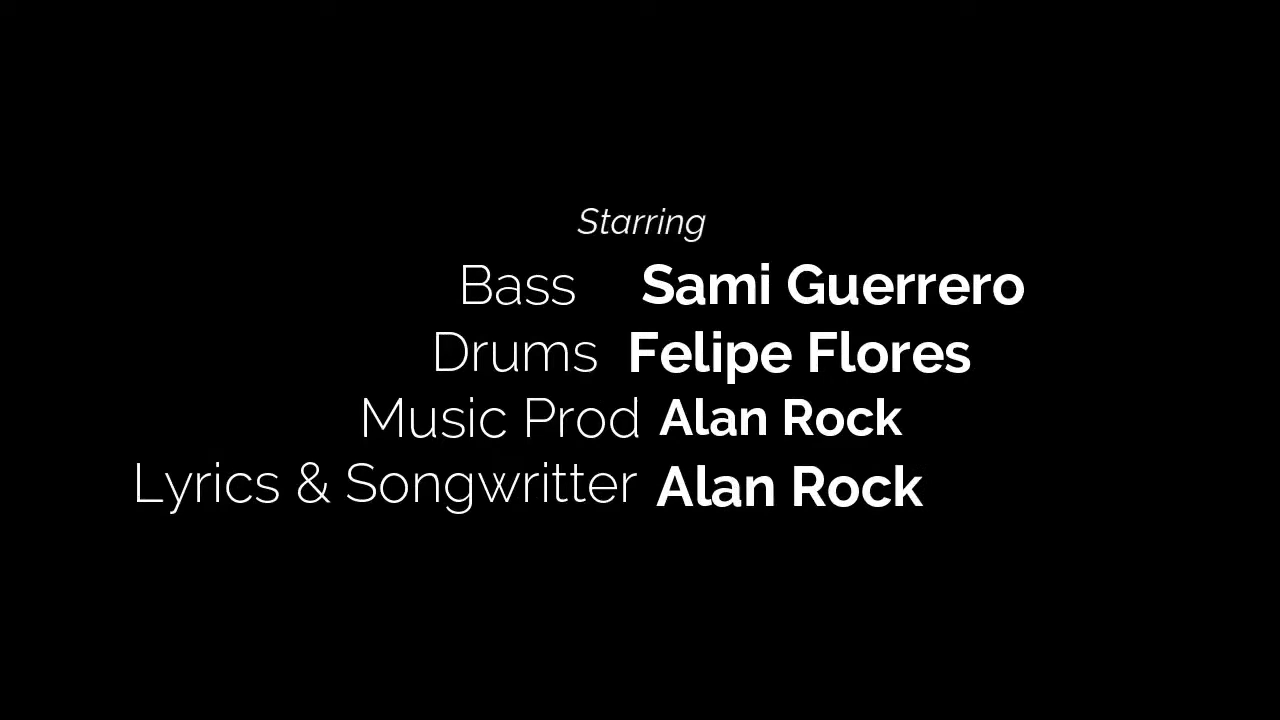 Starring
Bass Sami Guerrero
Drums Felipe Flores
Music Prod Alan Rock
Lyrics & Songwritter Alan Rock